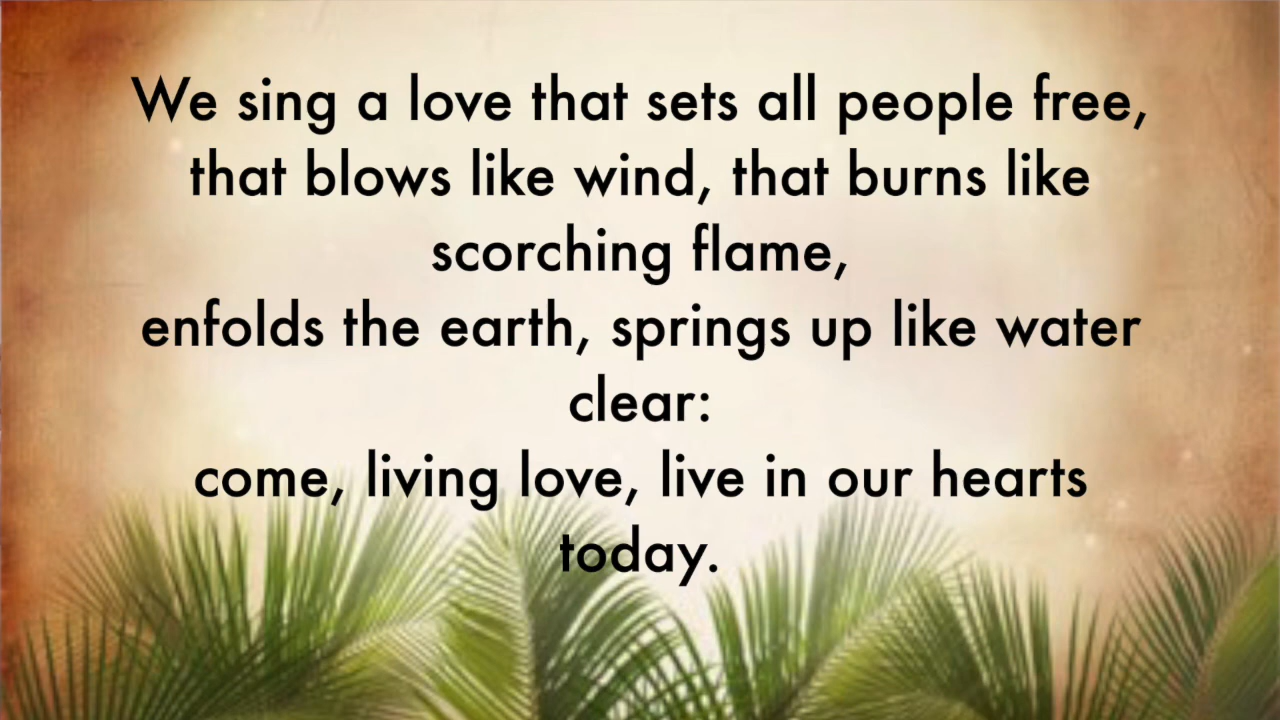 We sing a love that sets all people free,
that blows like wind, that burns like
scorching flame,
enfolds the earth, springs up like water
clear:
come, living love, live in our hearts
today.